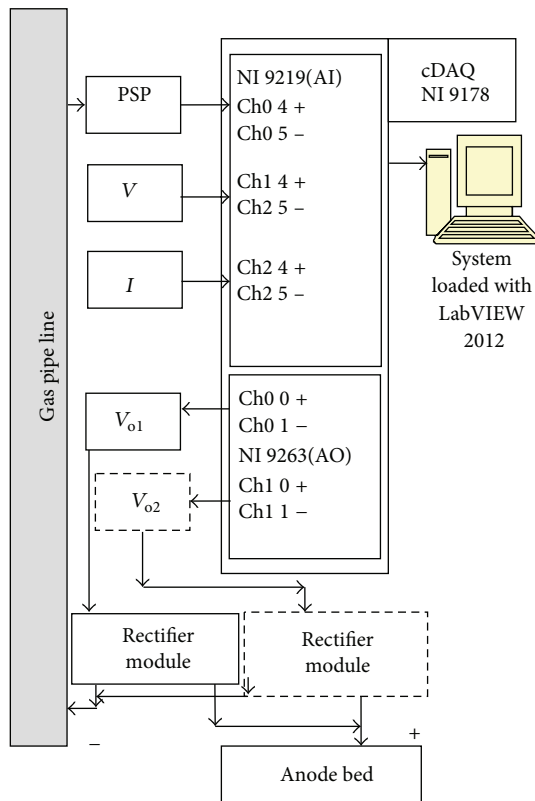 Gas pipe line
PSP
V
I
NI 9219(AI)
Ch0 4 +
Ch0 5 −
Ch1 4 +
Ch2 5 −
Ch2 4 +
Ch2 5 −
cDAQ
NI 9178
System
loaded with
LabVIEW
2012
Vo1
Vo2
Ch0 0 +
Ch0 1 −
NI 9263(AO)
Ch1 0 +
Ch1 1 −
Rectifier
module
Rectifier
module
−
+
Anode bed